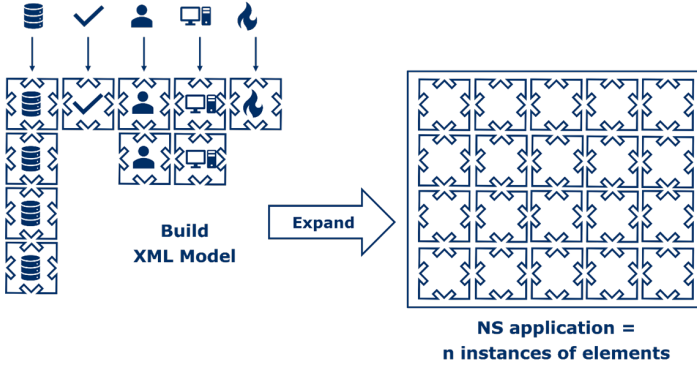 Build
XML Model
Expand
NS application =
n instances of elements